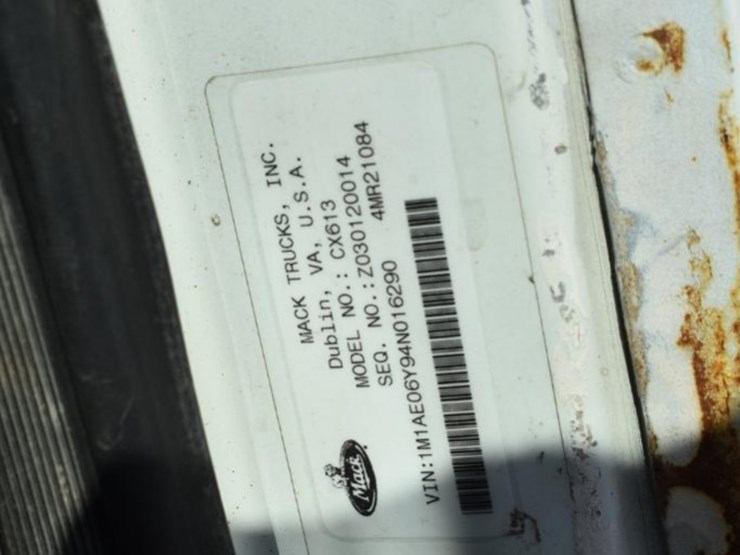 MACK TRUCKS, INC.
Dublin, VA, U.S.A.
MODEL NO.: CX613
SEQ. NO.:Z030120014
4MR21084
VIN:1M1AE06Y94N016290
Mack